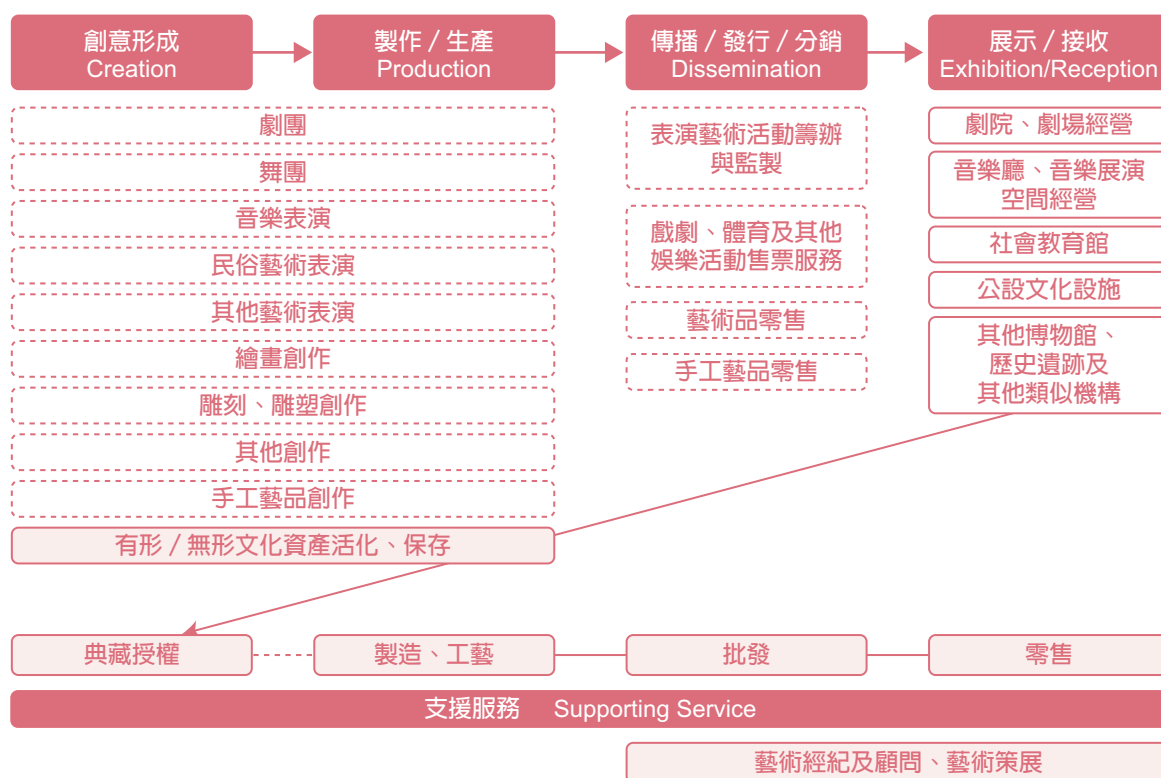 創意形成
Creation
製作 / 生產
Production
傳播 / 發行 / 分銷
Dissemination
展示 / 接收
Exhibition/Reception
劇團
舞團
音樂表演
民俗藝術表演
其他藝術表演
繪畫創作
雕刻、雕塑創作
其他創作
手工藝品創作
有形 / 無形文化資產活化、保存
表演藝術活動籌辦
與監製
戲劇、體育及其他
娛樂活動售票服務
藝術品零售
手工藝品零售
劇院、劇場經營
音樂廳、音樂展演
空間經營
社會教育館
公設文化設施
其他博物館、
歷史遺跡及
其他類似機構
典藏授權
製造、工藝
批發
零售
支援服務 Supporting Service
藝術經紀及顧問、藝術策展